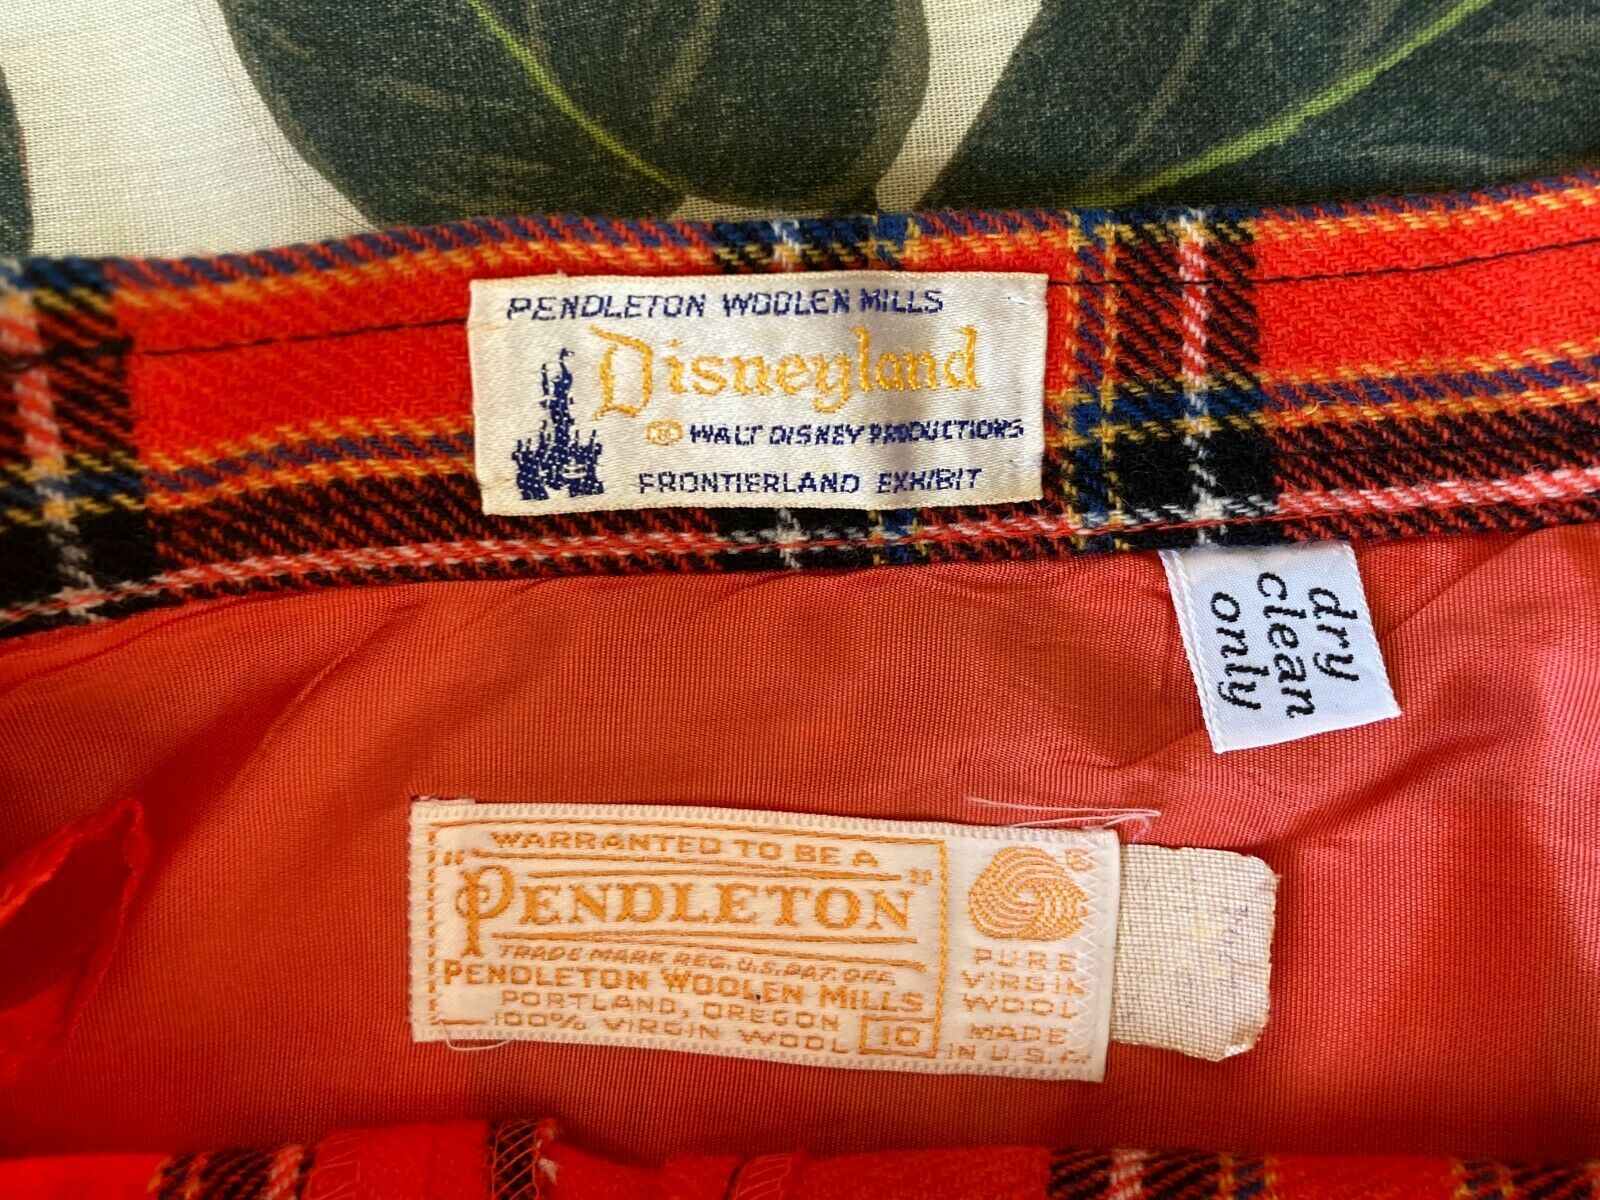 PENDLETON WOOLEN MILLS
Disneyland
© WALT DISNEY PRODUCTIONS
FRONTIERLAND EXHIBIT
dry
clean
only
WARRANTED TO BE A
"PENDLETON"
TRADE MARK REG. U.S. PAT. OFF.
PENDLETON WOOLEN MILLS
PORTLAND, OREGON
100% VIRGIN WOOL 10
®
PURE
VIRGIN
WOOL
MADE
IN U.S.A.